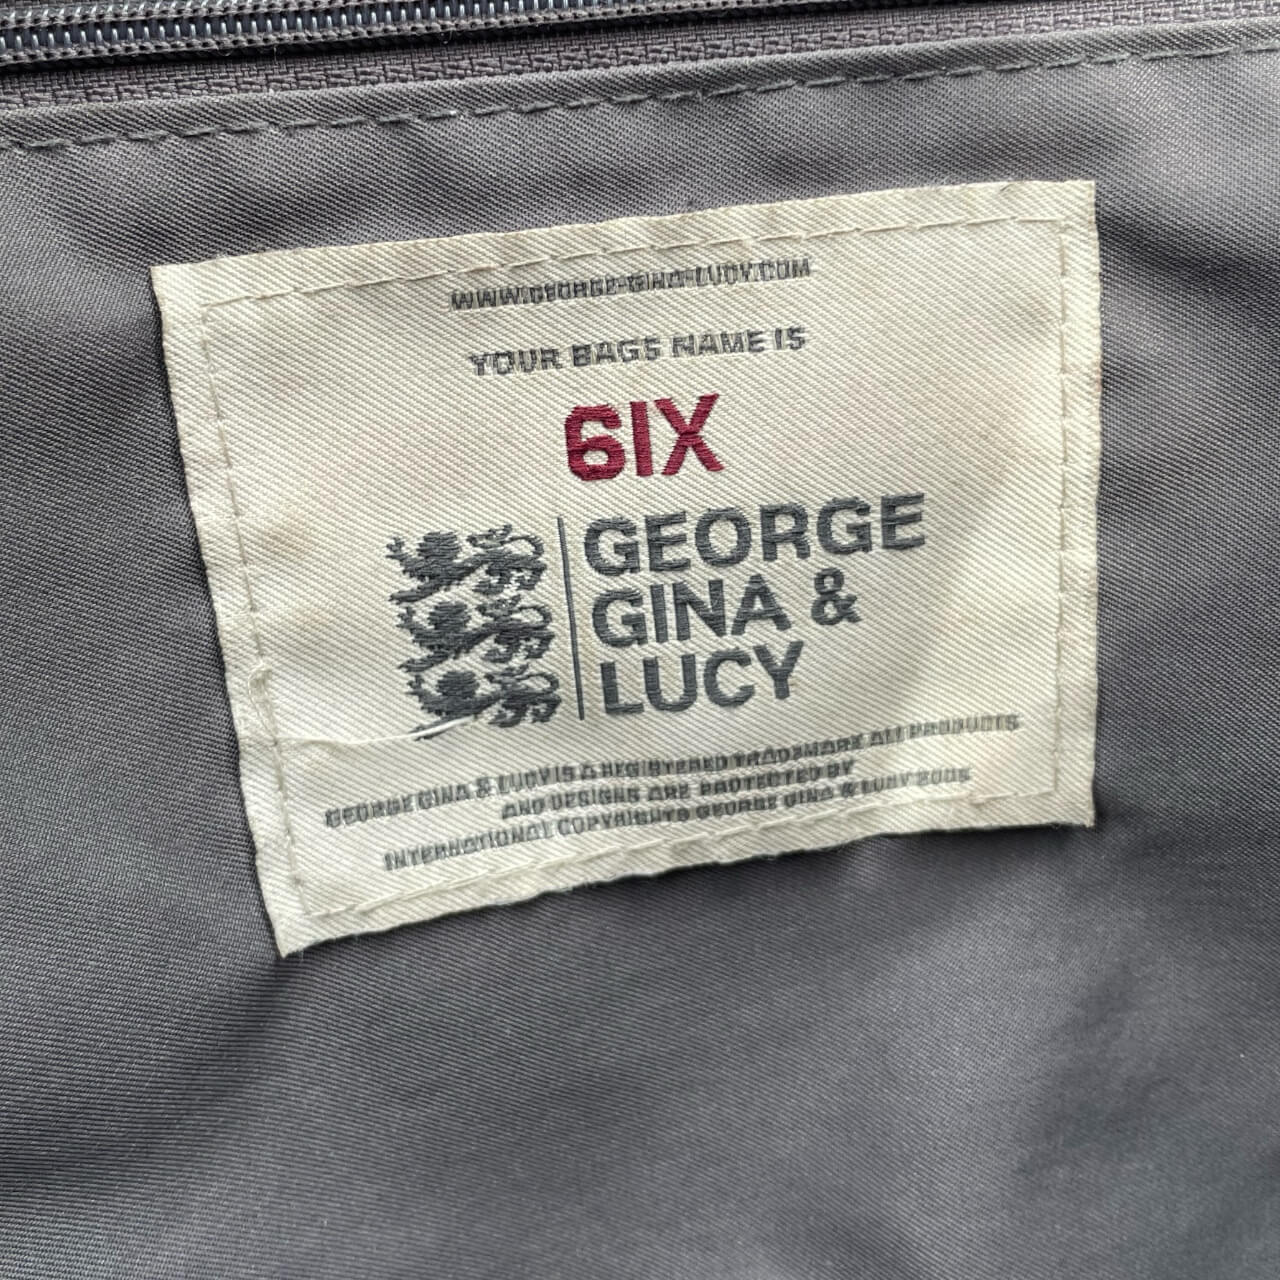 WWW.GEORGE-GINA-LUCY.COM
YOUR BAGS NAME IS
6IX
GEORGE
GINA &
LUCY
GEORGE GINA & LUCY IS A REGISTERED TRADEMARK ALL PRODUCTS
AND DESIGNS ARE PROTECTED BY
INTERNATIONAL COPYRIGHTS GEORGE GINA & LUCY 2005